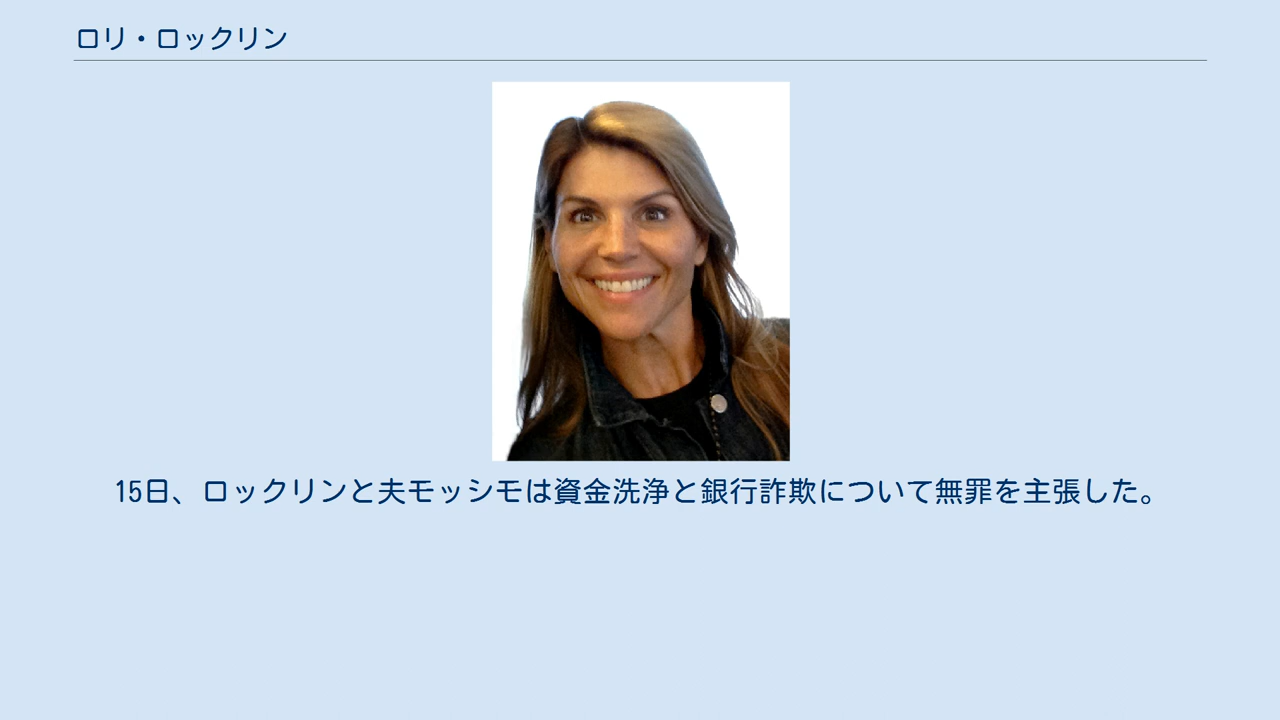 ロリ・ロックリン
15日、ロックリンと夫モッシモは資金洗浄と銀行詐欺について無罪を主張した。